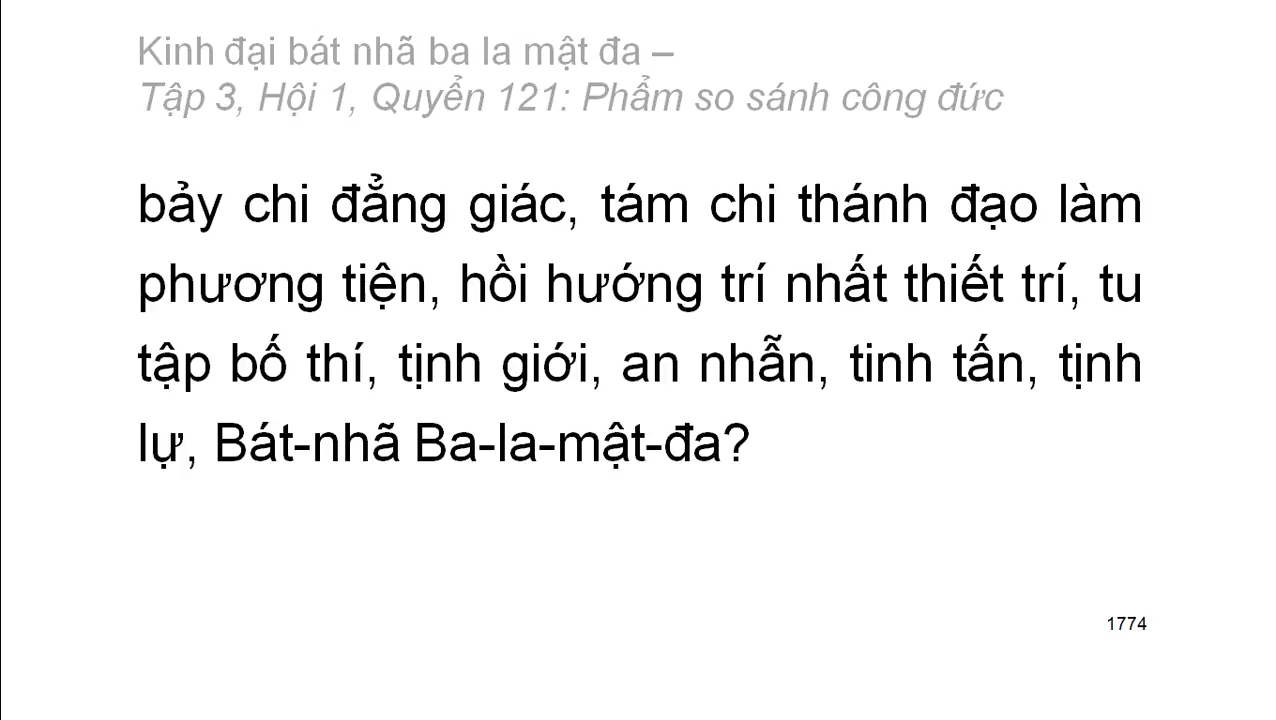 Kinh đại bát nhã ba la mật đa –
Tập 3, Hội 1, Quyển 121: Phẩm so sánh công đức
bảy chi đẳng giác, tám chi thánh đạo làm
phương tiện, hồi hướng trí nhất thiết trí, tu
tập bố thí, tịnh giới, an nhẫn, tinh tấn, tịnh
lự, Bát-nhã Ba-la-mật-đa?
1774